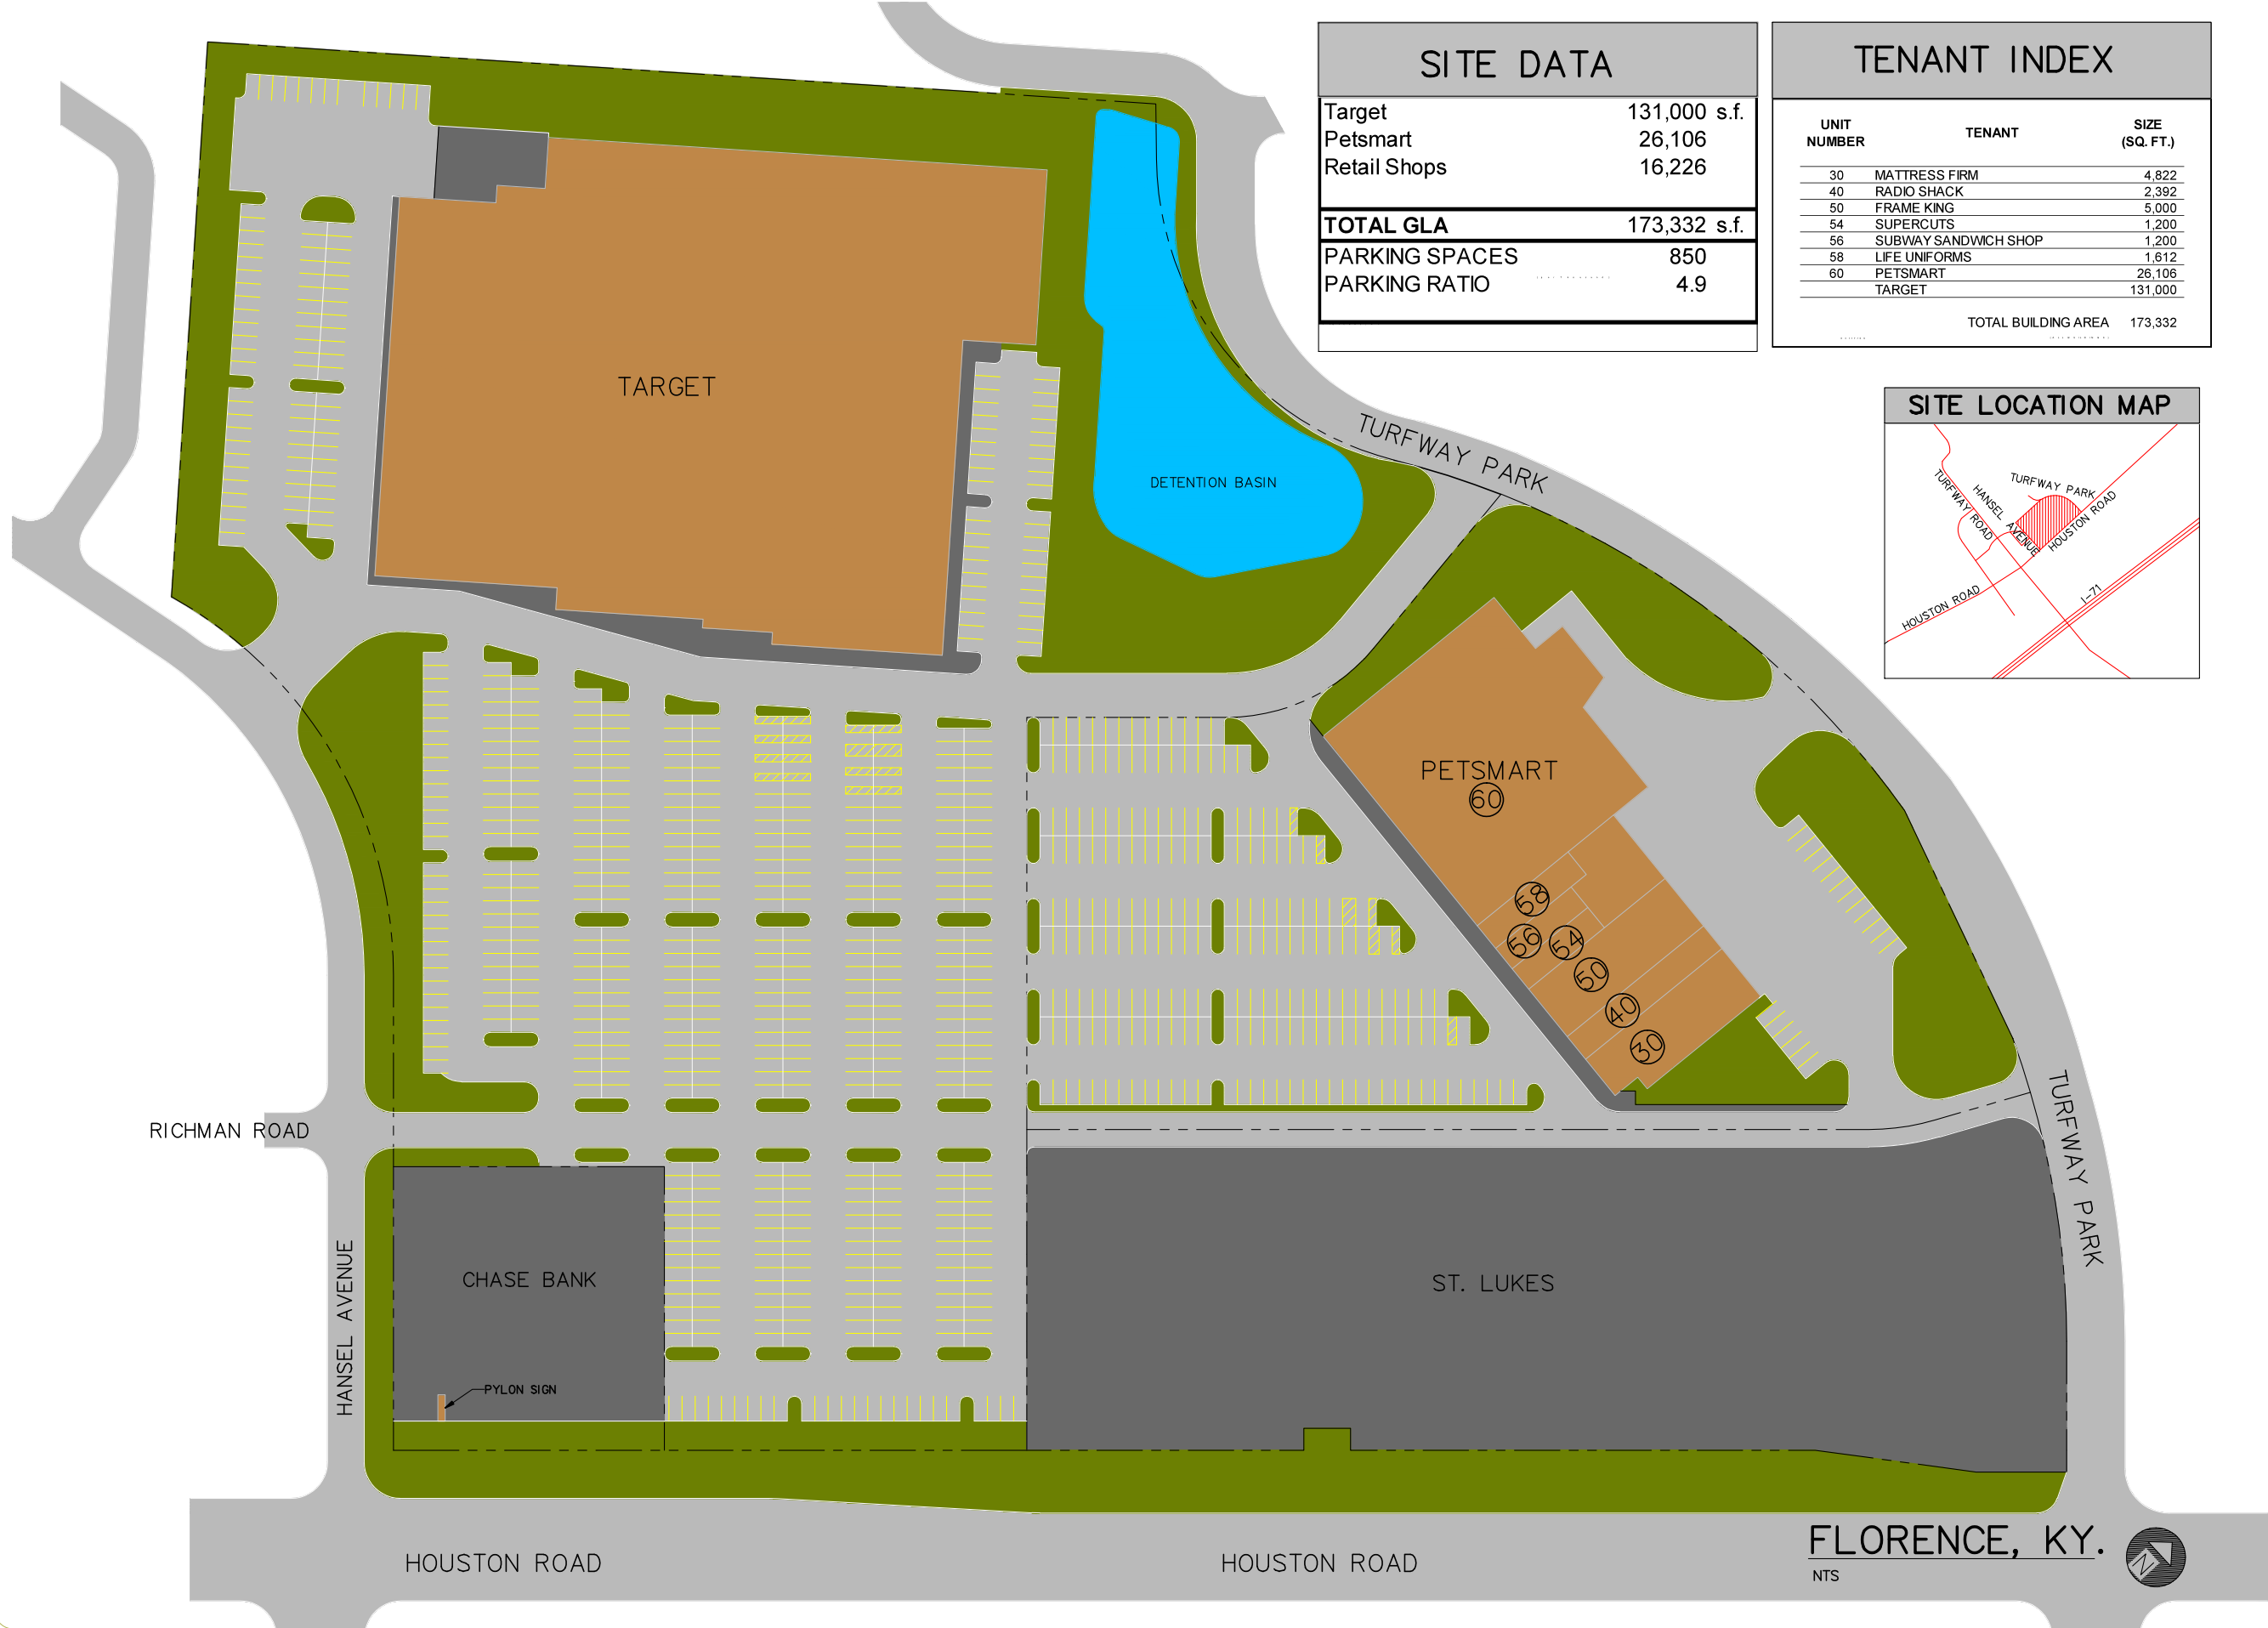 SITE DATA
Target 131,000 s.f.
Petsmart 26,106
Retail Shops 16,226
TOTAL GLA 173,332 s.f.
PARKING SPACES 850
PARKING RATIO 4.9
TENANT INDEX
UNIT NUMBER TENANT SIZE (SQ. FT.)
30 MATTRESS FIRM 4,822
40 RADIO SHACK 2,392
50 FRAME KING 5,000
54 SUPERCUTS 1,200
56 SUBWAY SANDWICH SHOP 1,200
58 LIFE UNIFORMS 1,612
60 PETSMART 26,106
TARGET 131,000
TOTAL BUILDING AREA 173,332
SITE LOCATION MAP
TURFWAY PARK
TURFWAY ROAD
HANSEL AVENUE
HOUSTON ROAD
HOUSTON ROAD
I-71
TARGET
DETENTION BASIN
TURFWAY PARK
PETSMART
60
58
56
54
50
40
30
TURFWAY PARK
RICHMAN ROAD
HANSEL AVENUE
CHASE BANK
PYLON SIGN
ST. LUKES
HOUSTON ROAD
HOUSTON ROAD
FLORENCE, KY.
NTS
N